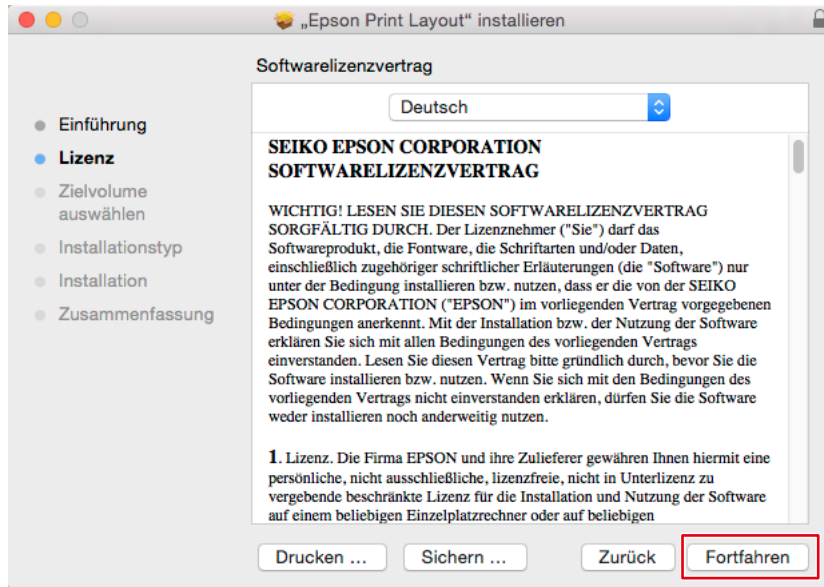 „Epson Print Layout“ installieren
Softwarelizenzvertrag
Einführung
Lizenz
Zielvolume
auswählen
Installationstyp
Installation
Zusammenfassung
Deutsch
SEIKO EPSON CORPORATION
SOFTWARELIZENZVERTRAG
WICHTIG! LESEN SIE DIESEN SOFTWARELIZENZVERTRAG
SORGFÄLTIG DURCH. Der Lizenznehmer ("Sie") darf das
Softwareprodukt, die Fontware, die Schriftarten und/oder Daten,
einschließlich zugehöriger schriftlicher Erläuterungen (die "Software") nur
unter der Bedingung installieren bzw. nutzen, dass er die von der SEIKO
EPSON CORPORATION ("EPSON") im vorliegenden Vertrag vorgegebenen
Bedingungen anerkennt. Mit der Installation bzw. der Nutzung der Software
erklären Sie sich mit allen Bedingungen des vorliegenden Vertrags
einverstanden. Lesen Sie diesen Vertrag bitte gründlich durch, bevor Sie die
Software installieren bzw. nutzen. Wenn Sie sich mit den Bedingungen des
vorliegenden Vertrags nicht einverstanden erklären, dürfen Sie die Software
weder installieren noch anderweitig nutzen.
1. Lizenz. Die Firma EPSON und ihre Zulieferer gewähren Ihnen hiermit eine
persönliche, nicht ausschließliche, lizenzfreie, nicht in Unterlizenz zu
vergebende beschränkte Lizenz für die Installation und Nutzung der Software
auf einem beliebigen Einzelplatzrechner oder auf beliebigen
Drucken ...
Sichern ...
Zurück
Fortfahren